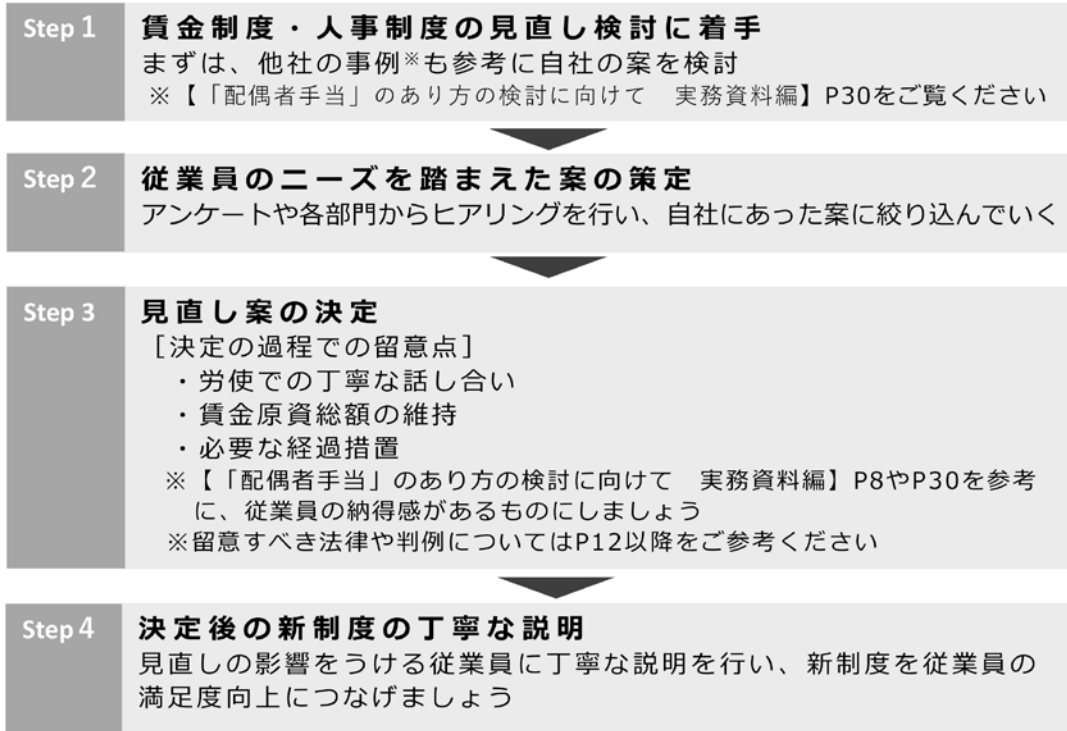 Step 1
賃金制度・人事制度の見直し検討に着手
まずは、他社の事例※も参考に自社の案を検討
※【「配偶者手当」のあり方の検討に向けて　実務資料編】P30をご覧ください
Step 2
従業員のニーズを踏まえた案の策定
アンケートや各部門からヒアリングを行い、自社にあった案に絞り込んでいく
Step 3
見直し案の決定
［決定の過程での留意点］
・労使での丁寧な話し合い
・賃金原資総額の維持
・必要な経過措置
※【「配偶者手当」のあり方の検討に向けて　実務資料編】P8やP30を参考
に、従業員の納得感があるものにしましょう
※留意すべき法律や判例についてはP12以降をご参考ください
Step 4
決定後の新制度の丁寧な説明
見直しの影響をうける従業員に丁寧な説明を行い、新制度を従業員の
満足度向上につなげましょう